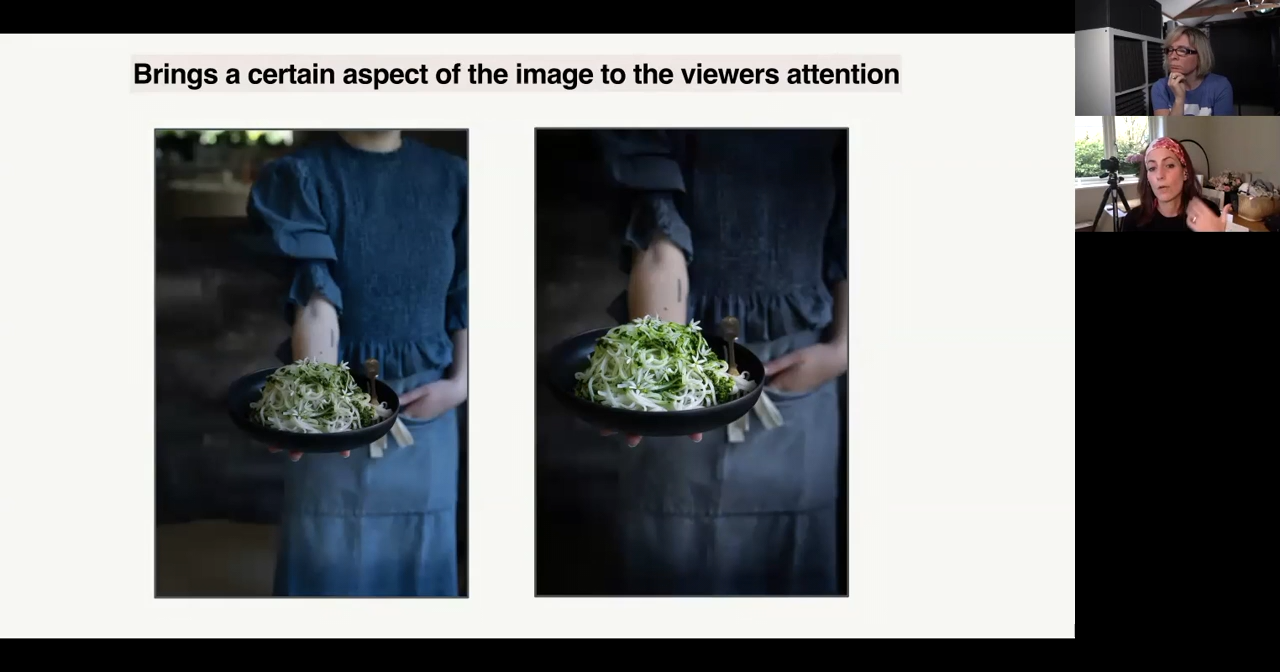 Brings a certain aspect of the image to the viewers attention